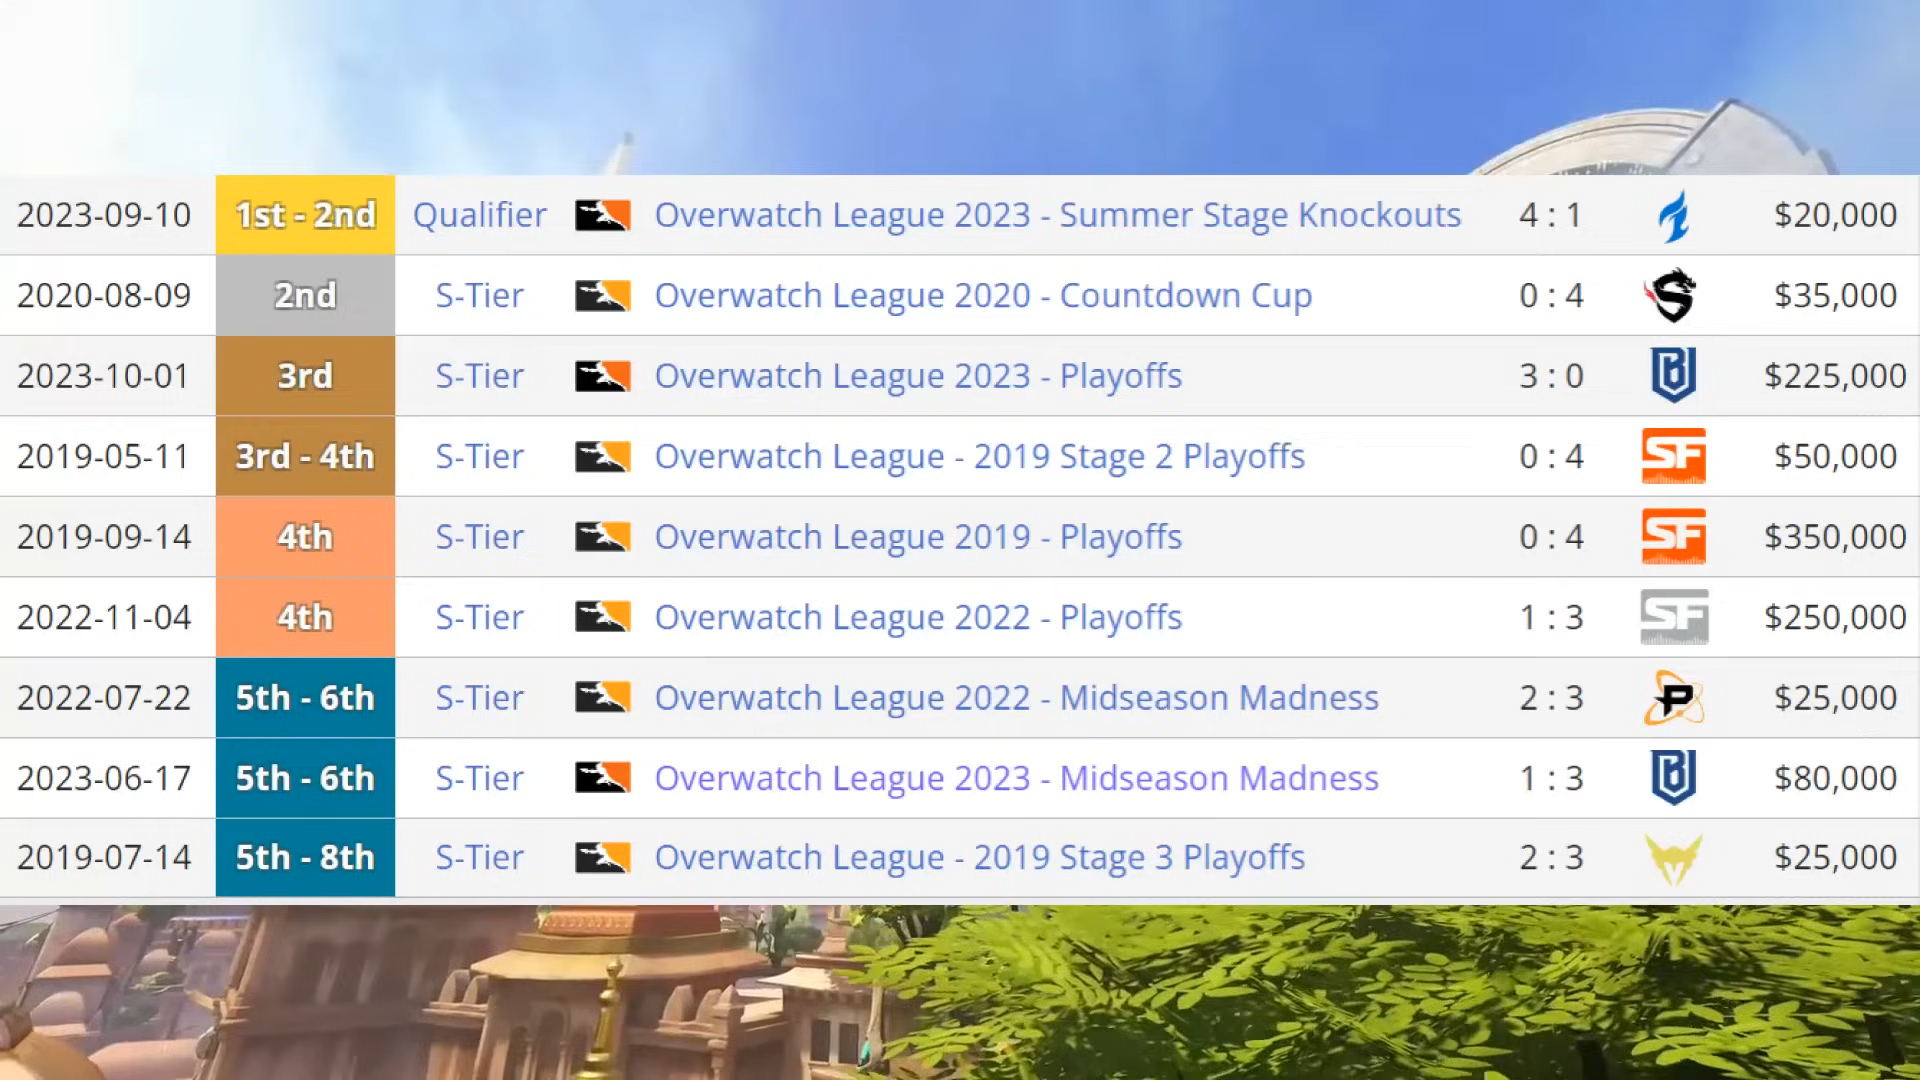 2023-09-10 1st - 2nd Qualifier Overwatch League 2023 - Summer Stage Knockouts 4 : 1 $20,000
2020-08-09 2nd S-Tier Overwatch League 2020 - Countdown Cup 0 : 4 S $35,000
2023-10-01 3rd S-Tier Overwatch League 2023 - Playoffs 3 : 0 B $225,000
2019-05-11 3rd - 4th S-Tier Overwatch League - 2019 Stage 2 Playoffs 0 : 4 SF $50,000
2019-09-14 4th S-Tier Overwatch League 2019 - Playoffs 0 : 4 SF $350,000
2022-11-04 4th S-Tier Overwatch League 2022 - Playoffs 1 : 3 SF $250,000
2022-07-22 5th - 6th S-Tier Overwatch League 2022 - Midseason Madness 2 : 3 P $25,000
2023-06-17 5th - 6th S-Tier Overwatch League 2023 - Midseason Madness 1 : 3 B $80,000
2019-07-14 5th - 8th S-Tier Overwatch League - 2019 Stage 3 Playoffs 2 : 3 $25,000